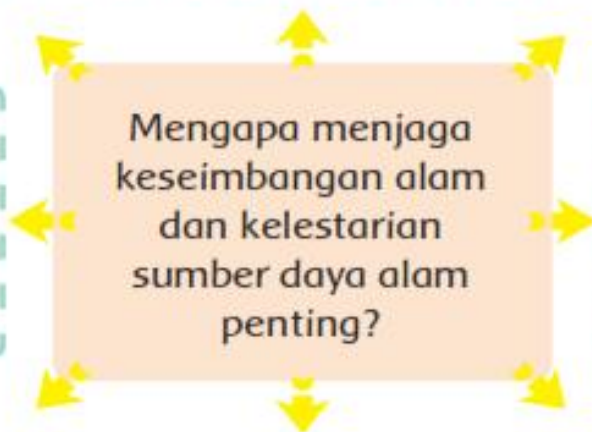 Mengapa menjaga
keseimbangan alam
dan kelestarian
sumber daya alam
penting?